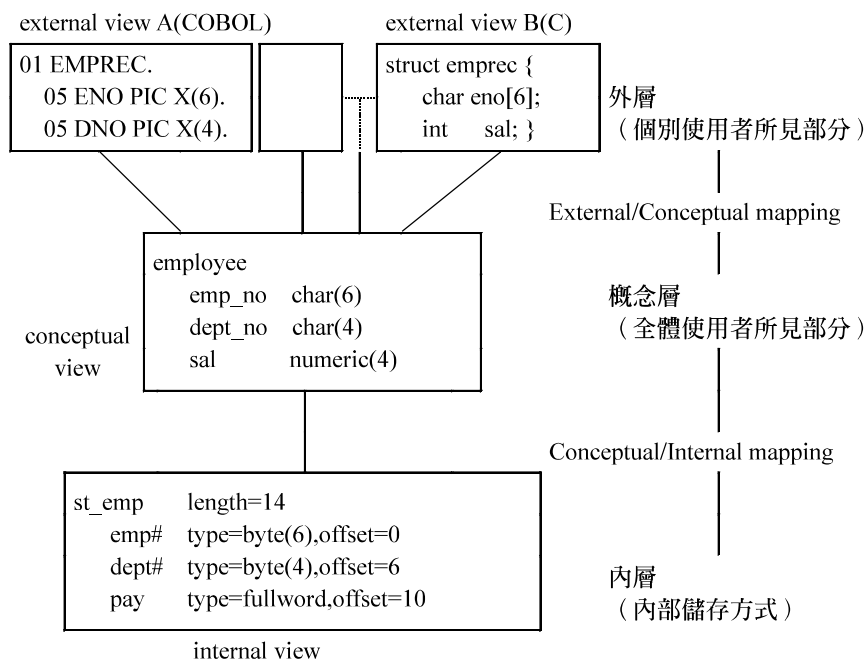 external view A(COBOL)
01 EMPREC.
05 ENO PIC X(6).
05 DNO PIC X(4).
external view B(C)
struct emprec {
char eno[6];
int sal; }
外層
（個別使用者所見部分）
External/Conceptual mapping
conceptual
view
employee
emp_no char(6)
dept_no char(4)
sal numeric(4)
概念層
（全體使用者所見部分）
Conceptual/Internal mapping
st_emp length=14
emp# type=byte(6),offset=0
dept# type=byte(4),offset=6
pay type=fullword,offset=10
internal view
內層
（內部儲存方式）